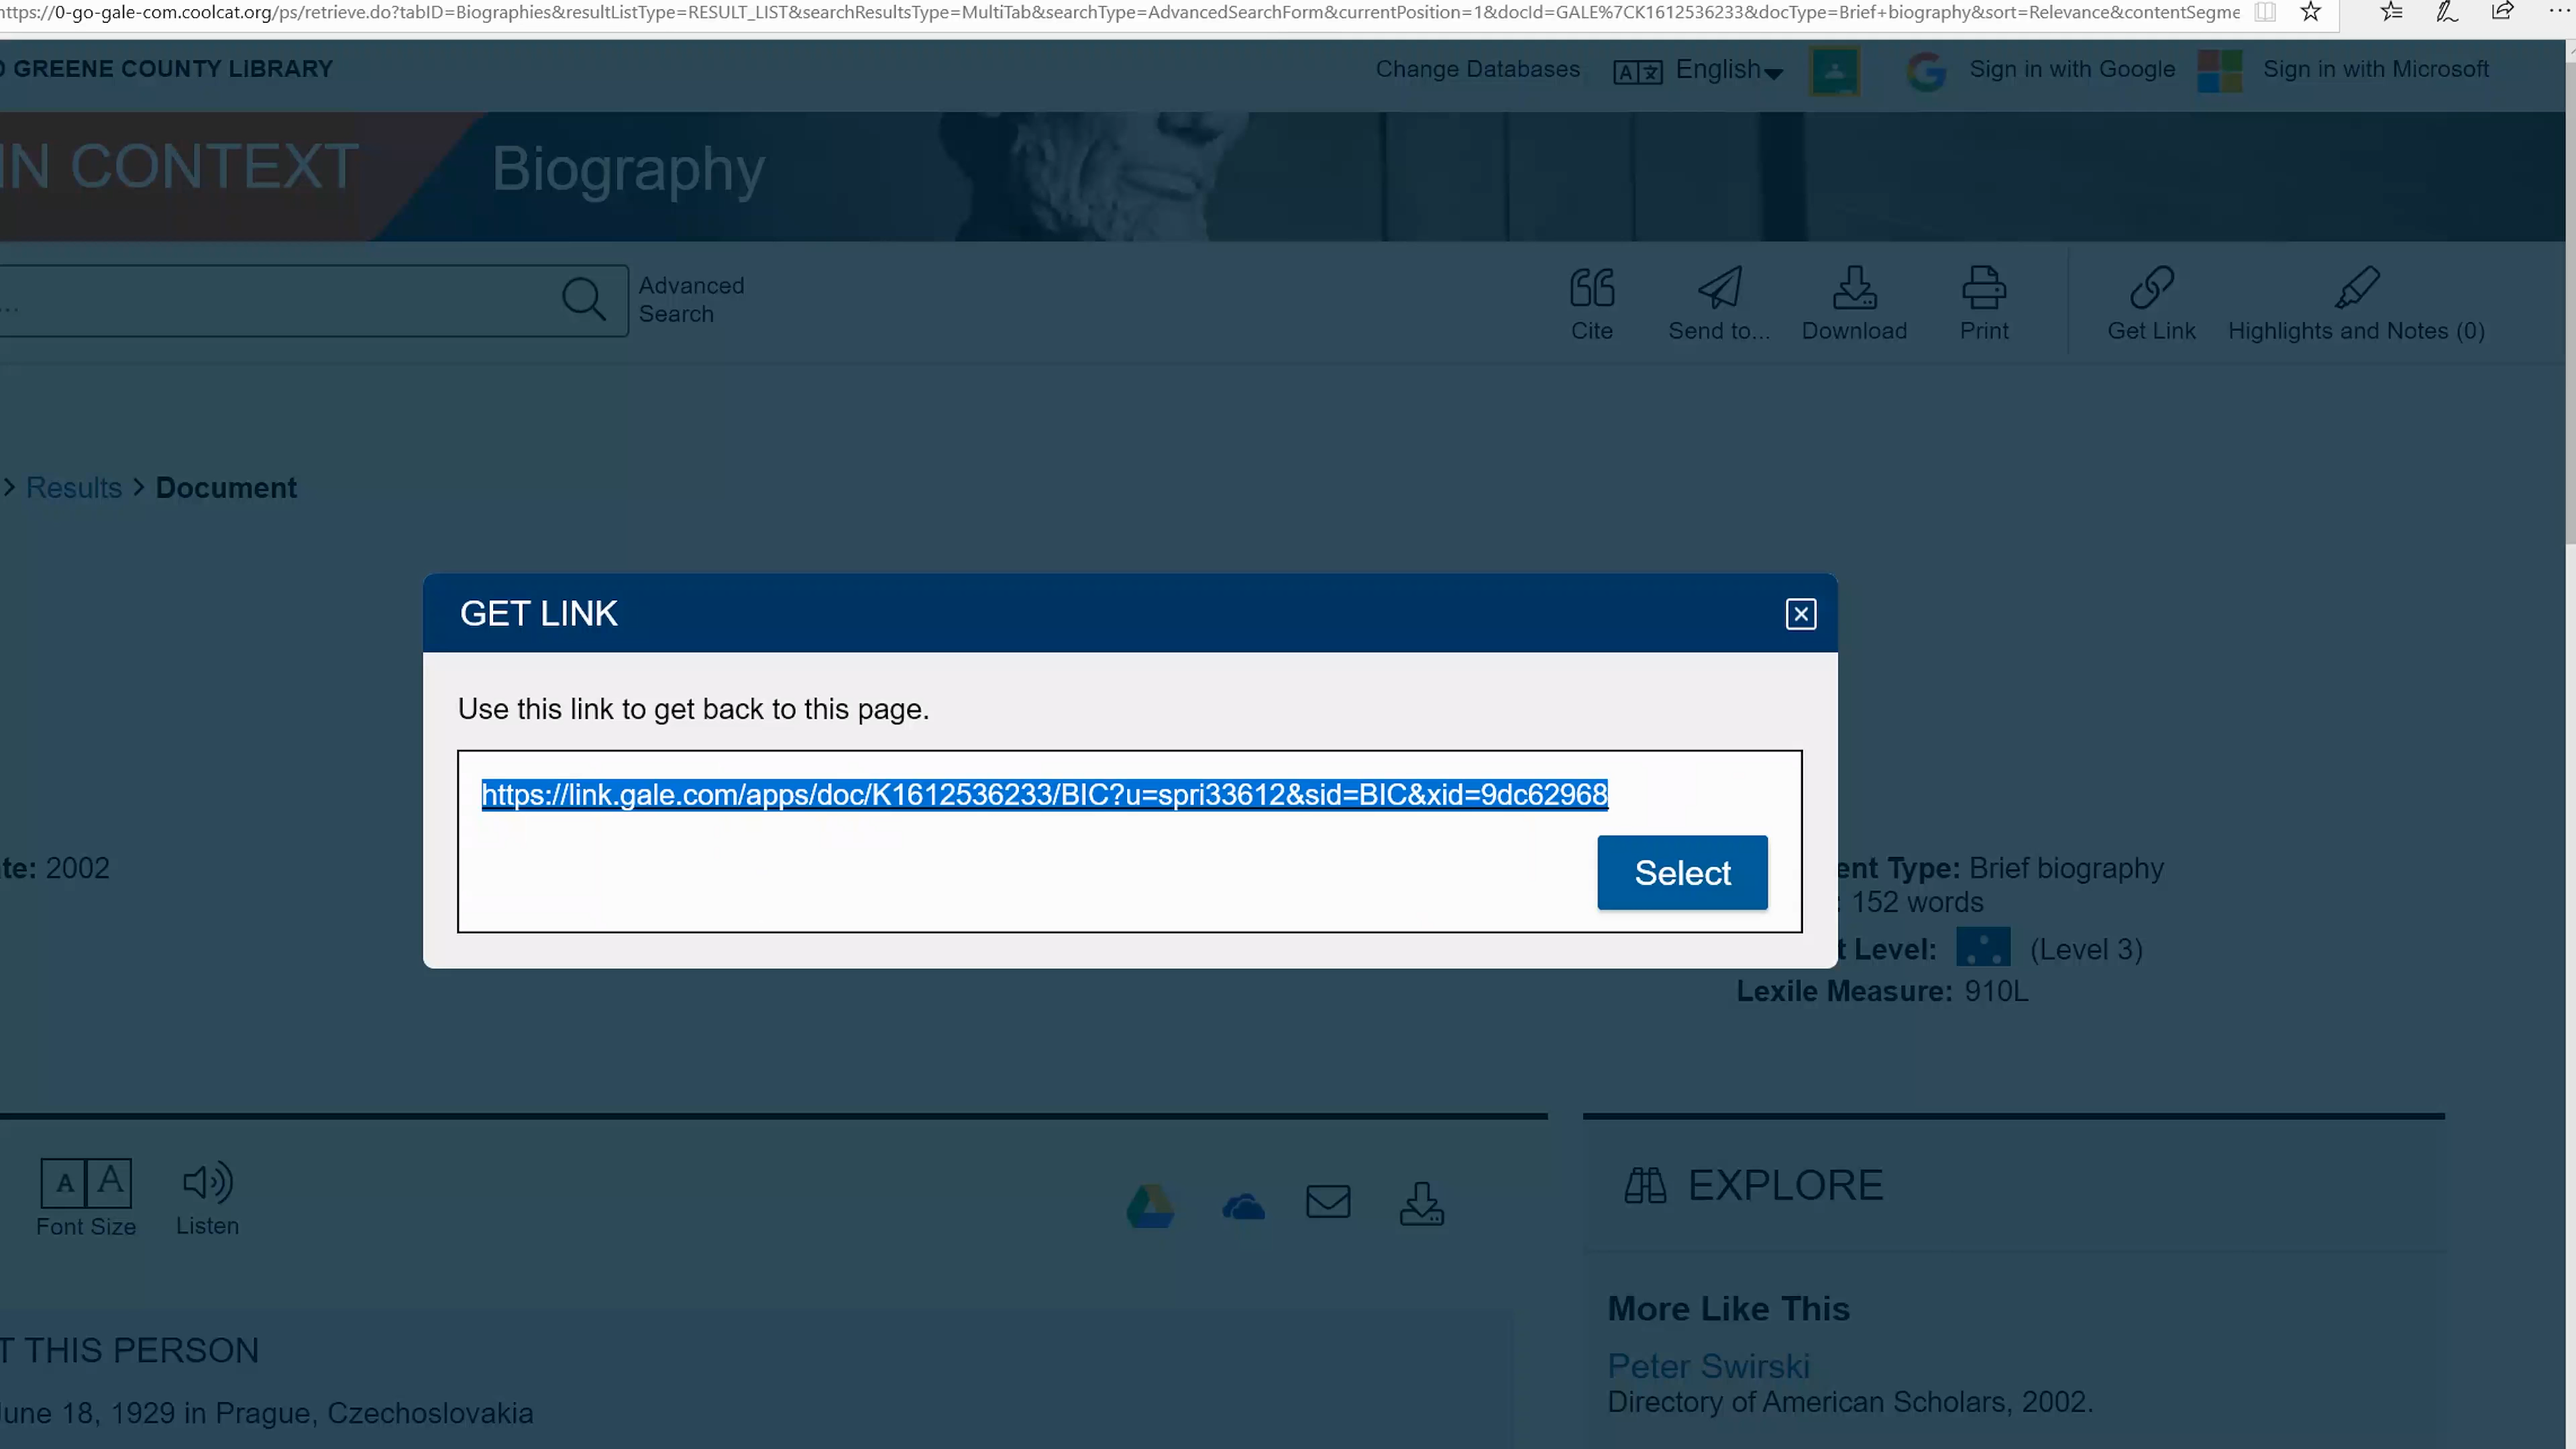 https://0-go-gale-com.coolcat.org/ps/retrieve.do?tabID=Biographies&resultListType=RESULT_LIST&searchResultsType=MultiTab&searchType=AdvancedSearchForm&currentPosition=1&docId=GALE%7CK1612536233&docType=Brief+biography&sort=Relevance&contentSegme
GREENE COUNTY LiBRARY
Change Databases
English
Sign in with Google
Sign in with Microsoft
IN CONTEXT
Biography
...
Advanced
Search
Cite
Send to...
Download
Print
Get Link
Highlights and Notes (0)
> Results > Document
GET LINK
Use this link to get back to this page.
https://link.gale.com/apps/doc/K1612536233/BIC?u=spri33612&sid=BIC&xid=9dc62968
Select
te: 2002
ent Type: Brief biography
: 152 words
t Level: (Level 3)
Lexile Measure: 910L
A A
Font Size
Listen
EXPLORE
More Like This
T THIS PERSON
Peter Swirski
Directory of American Scholars, 2002.
June 18, 1929 in Prague, Czechoslovakia